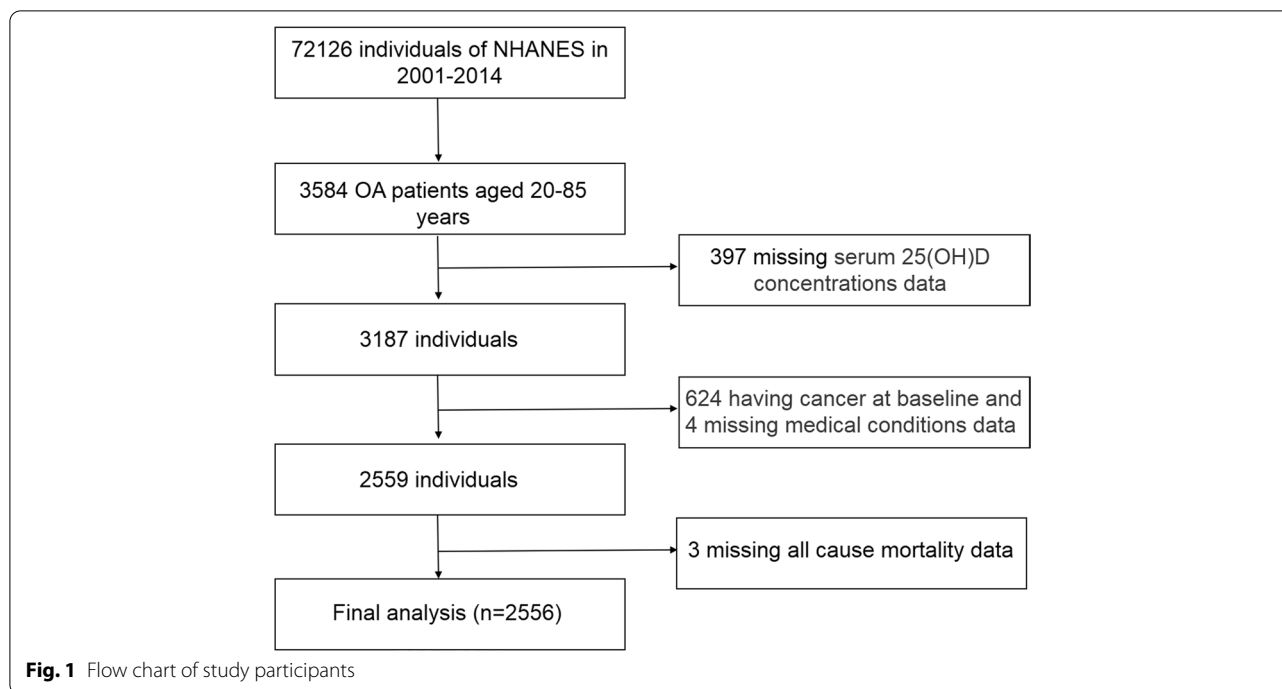 72126 individuals of NHANES in
2001-2014
3584 OA patients aged 20-85
years
397 missing serum 25(OH)D
concentrations data
3187 individuals
624 having cancer at baseline and
4 missing medical conditions data
2559 individuals
3 missing all cause mortality data
Final analysis (n=2556)
Fig. 1 Flow chart of study participants